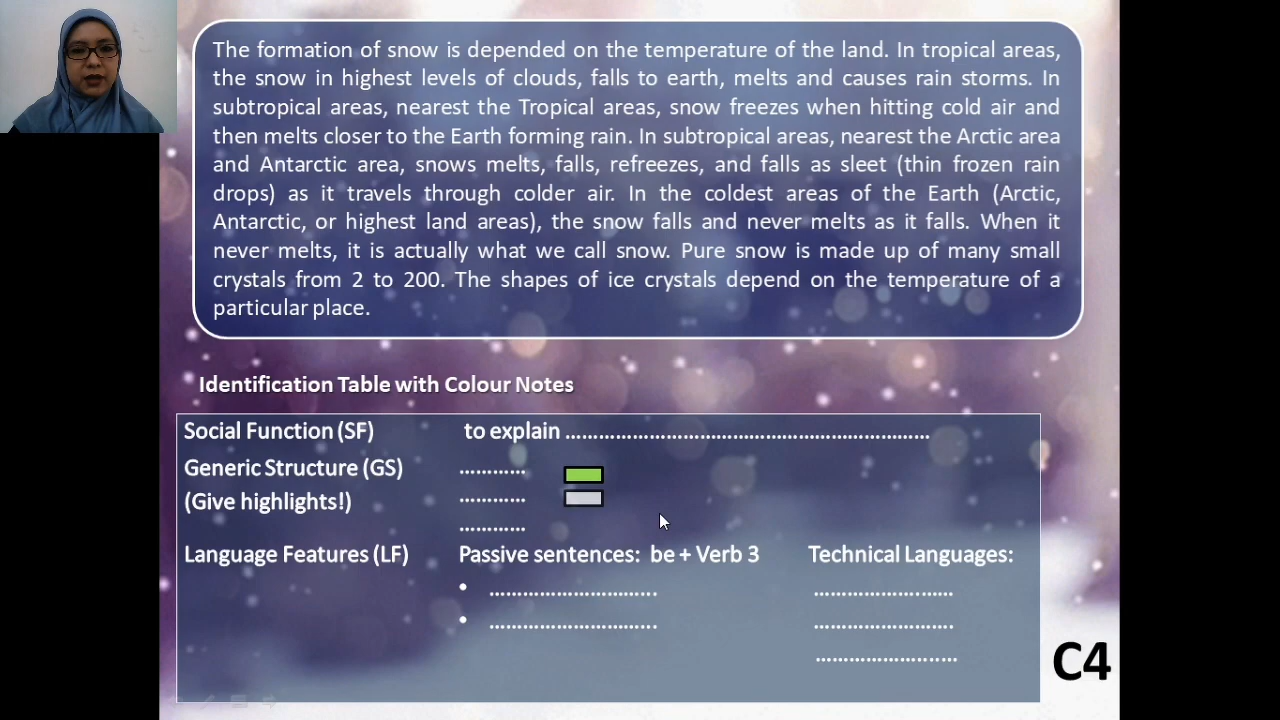 The formation of snow is depended on the temperature of the land. In tropical areas,
the snow in highest levels of clouds, falls to earth, melts and causes rain storms. In
subtropical areas, nearest the Tropical areas, snow freezes when hitting cold air and
then melts closer to the Earth forming rain. In subtropical areas, nearest the Arctic area
and Antarctic area, snows melts, falls, refreezes, and falls as sleet (thin frozen rain
drops) as it travels through colder air. In the coldest areas of the Earth (Arctic,
Antarctic, or highest land areas), the snow falls and never melts as it falls. When it
never melts, it is actually what we call snow. Pure snow is made up of many small
crystals from 2 to 200. The shapes of ice crystals depend on the temperature of a
particular place.
Identification Table with Colour Notes
Social Function (SF) to explain ................................................................
Generic Structure (GS) ............
(Give highlights!) ............
............
Language Features (LF) Passive sentences: be + Verb 3 Technical Languages:
• .............................. .........................
• .............................. .........................
.........................
C4